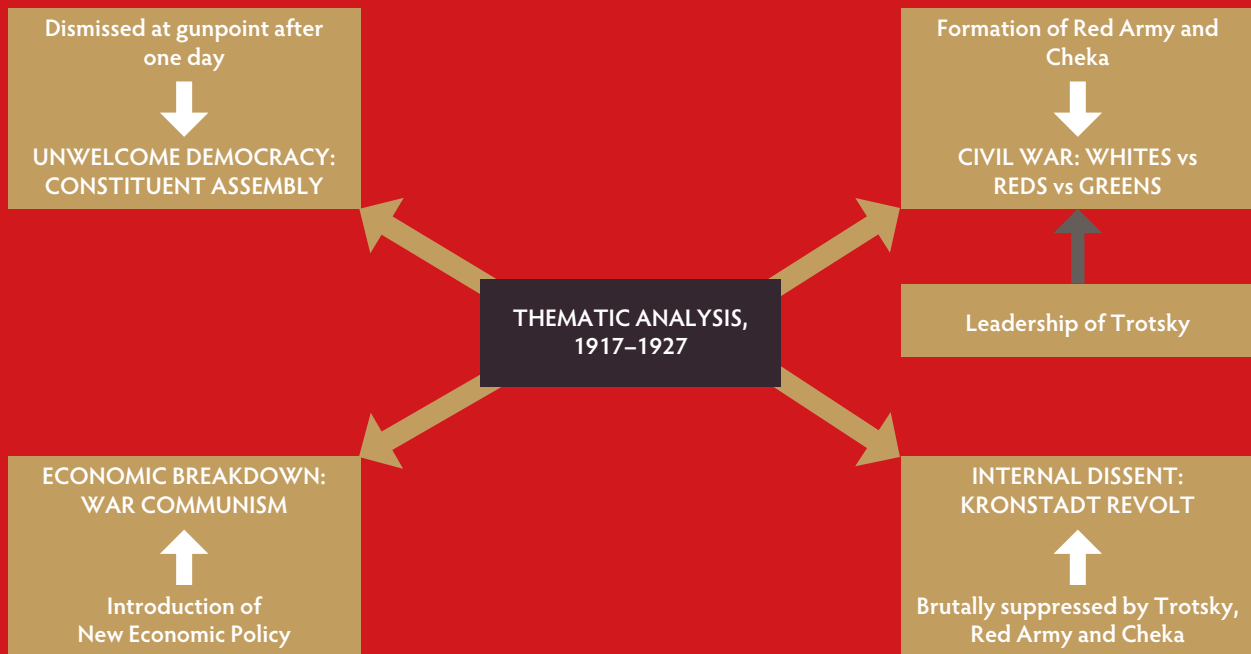 Dismissed at gunpoint after
one day
UNWELCOME DEMOCRACY:
CONSTITUENT ASSEMBLY
Formation of Red Army and
Cheka
CIVIL WAR: WHITES vs
REDS vs GREENS
Leadership of Trotsky
THEMATIC ANALYSIS,
1917–1927
ECONOMIC BREAKDOWN:
WAR COMMUNISM
Introduction of
New Economic Policy
INTERNAL DISSENT:
KRONSTADT REVOLT
Brutally suppressed by Trotsky,
Red Army and Cheka